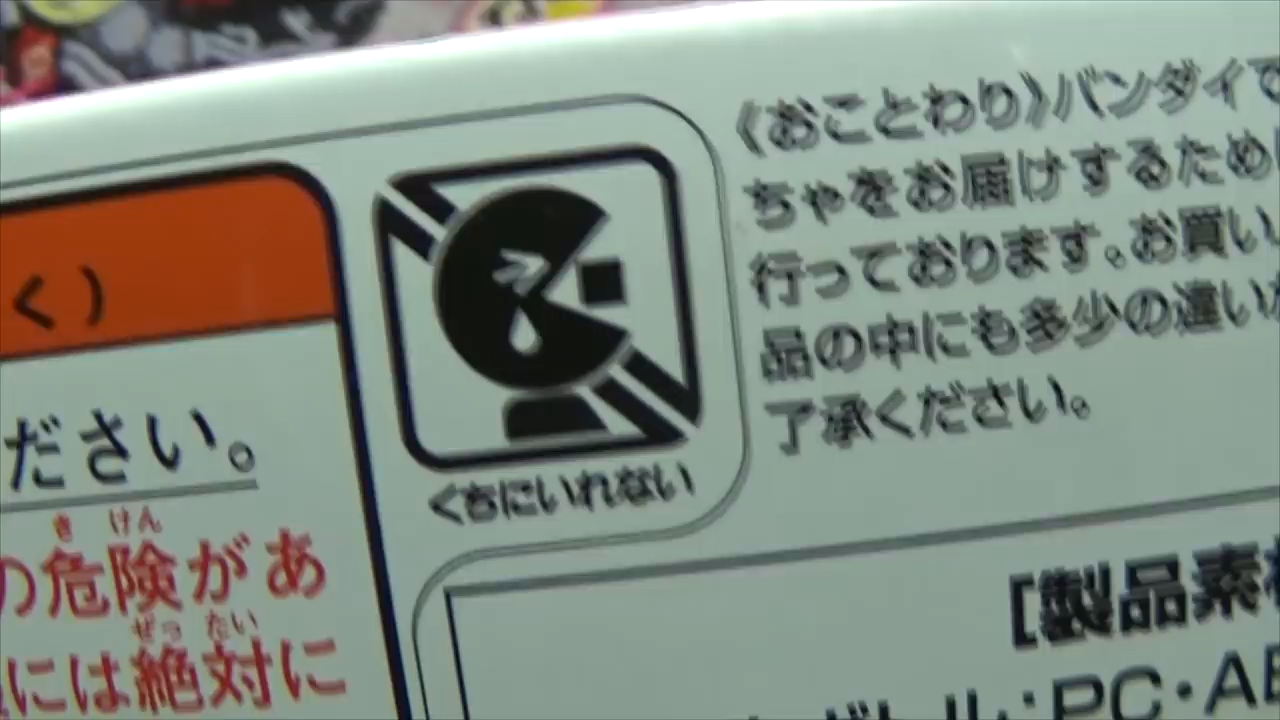 く)
ださい。
きけん
の危険があ
ぜったい
には絶対に
くちにいれない
《おことわり》バンダイで
ちゃをお届けするため
行っております。お買い
品の中にも多少の違い
了承ください。
[製品素
ボトル:PC・AB